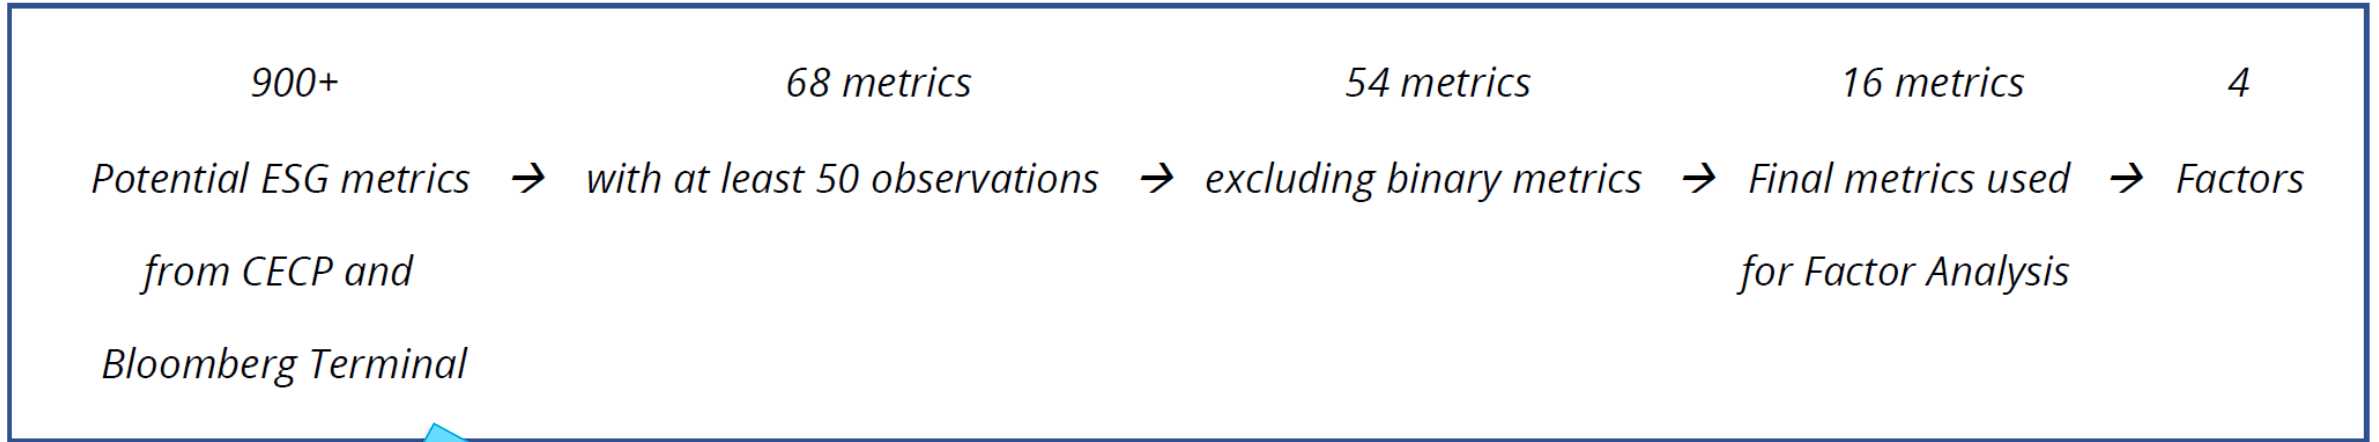 900+ 68 metrics 54 metrics 16 metrics 4
Potential ESG metrics → with at least 50 observations → excluding binary metrics → Final metrics used → Factors
from CECP and for Factor Analysis
Bloomberg Terminal